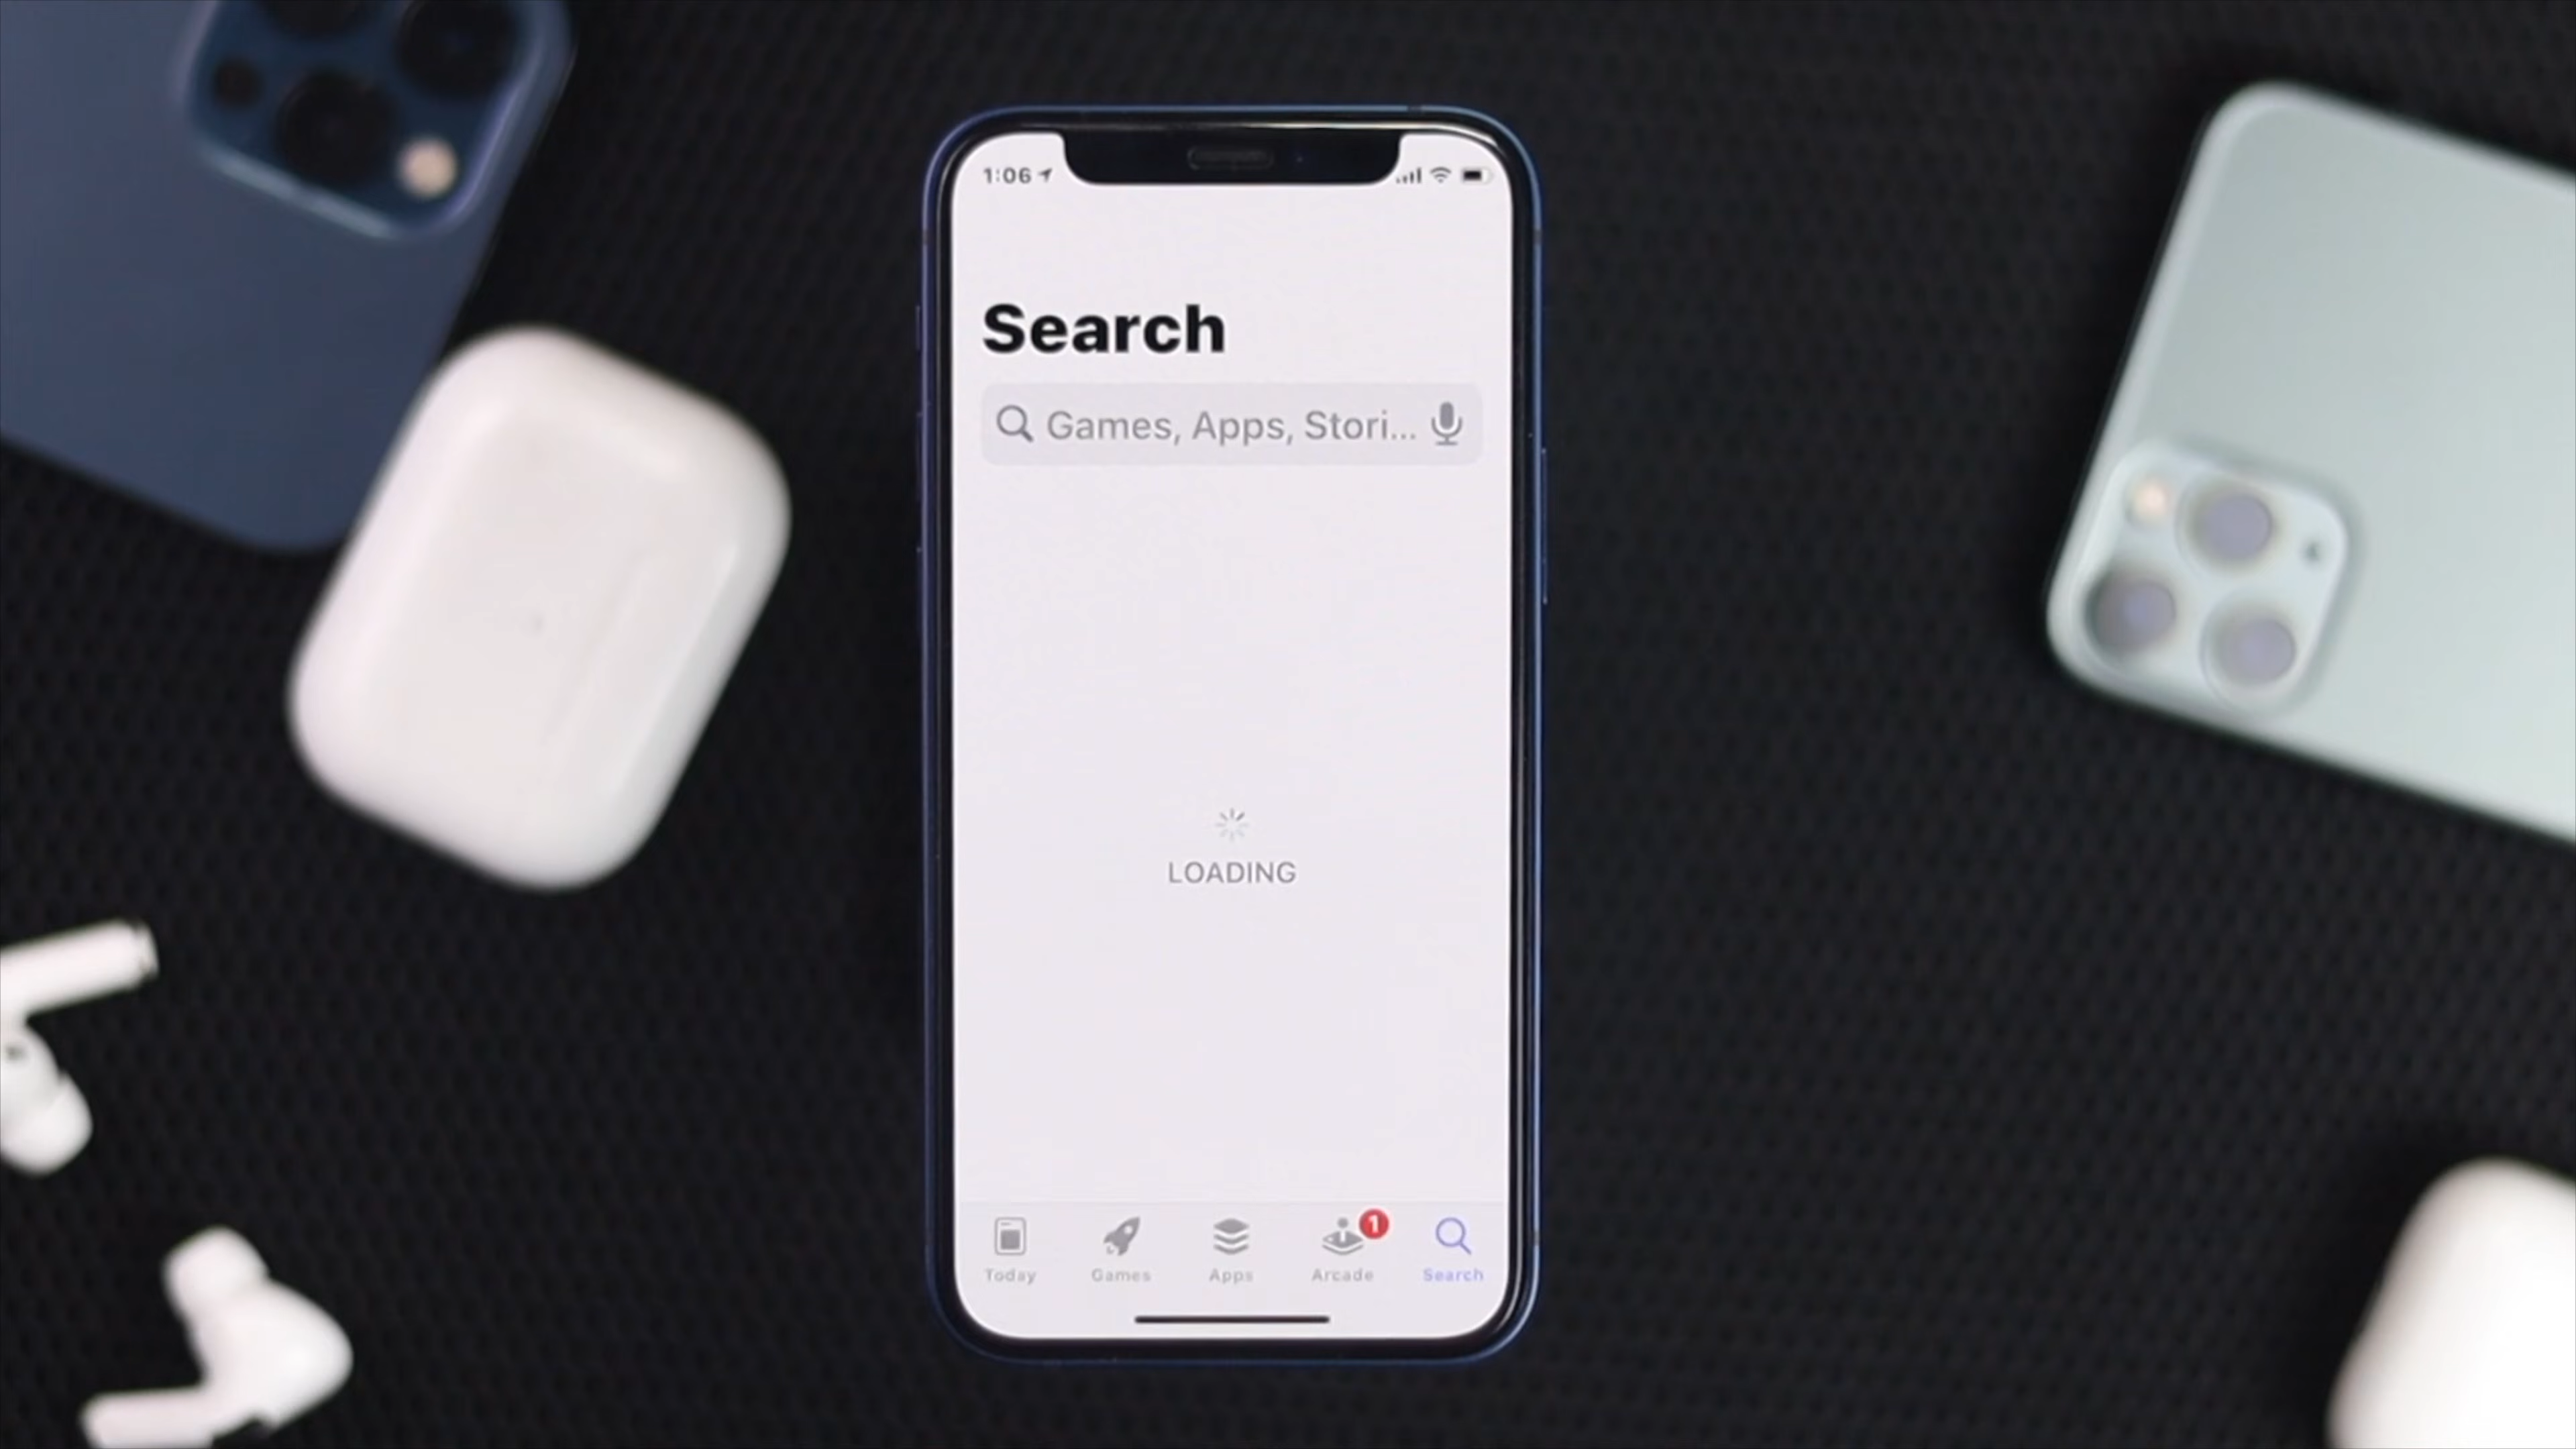 1:06
Search
Games, Apps, Stori...
LOADING
1
Today Games Apps Arcade Search